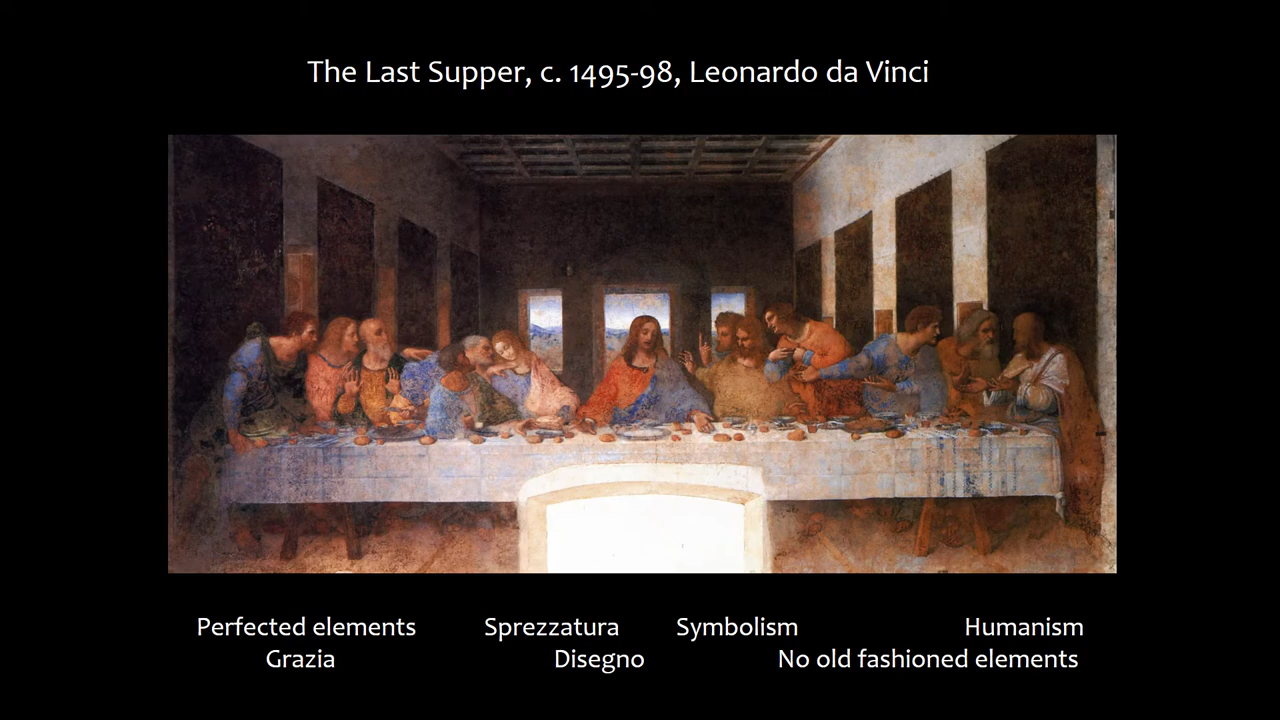 The Last Supper, c. 1495-98, Leonardo da Vinci
Perfected elements Sprezzatura Symbolism Humanism
Grazia Disegno No old fashioned elements